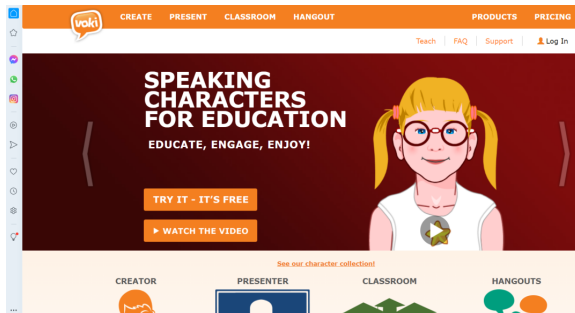 voki
CREATE PRESENT CLASSROOM HANGOUT PRODUCTS PRICING
Teach FAQ Support Log In
SPEAKING
CHARACTERS
FOR EDUCATION
EDUCATE, ENGAGE, ENJOY!
TRY IT - IT'S FREE
WATCH THE VIDEO
See our character collection!
CREATOR PRESENTER CLASSROOM HANGOUTS